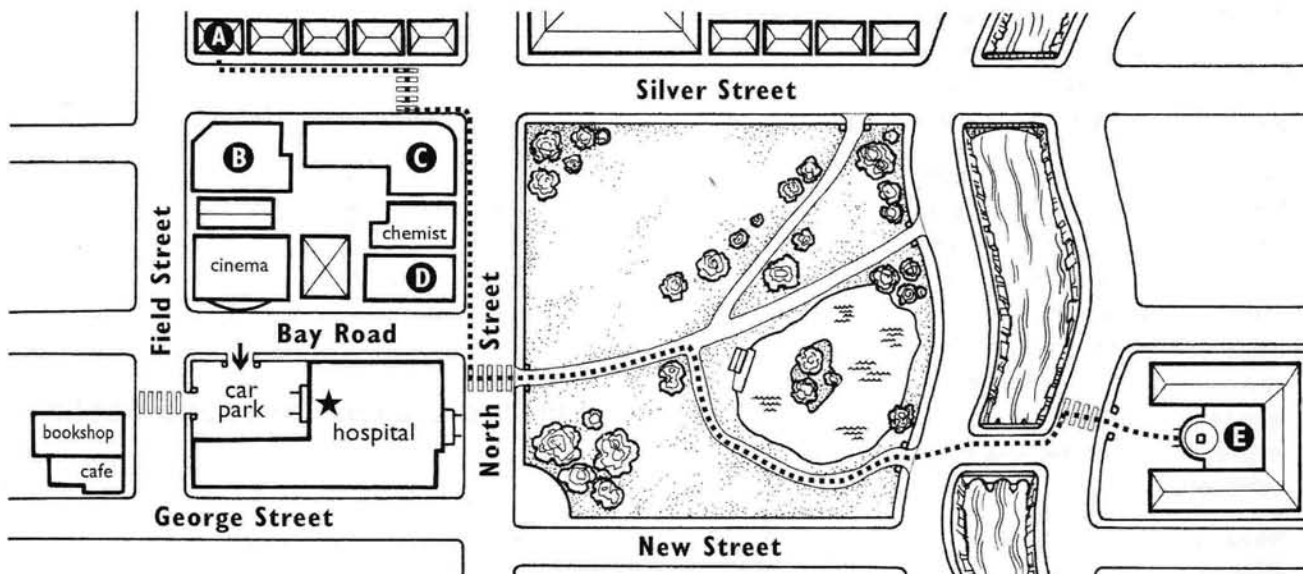 A
Silver Street
B
C
chemist
cinema
D
Field Street
Bay Road
North Street
car
park
hospital
bookshop
cafe
E
George Street
New Street